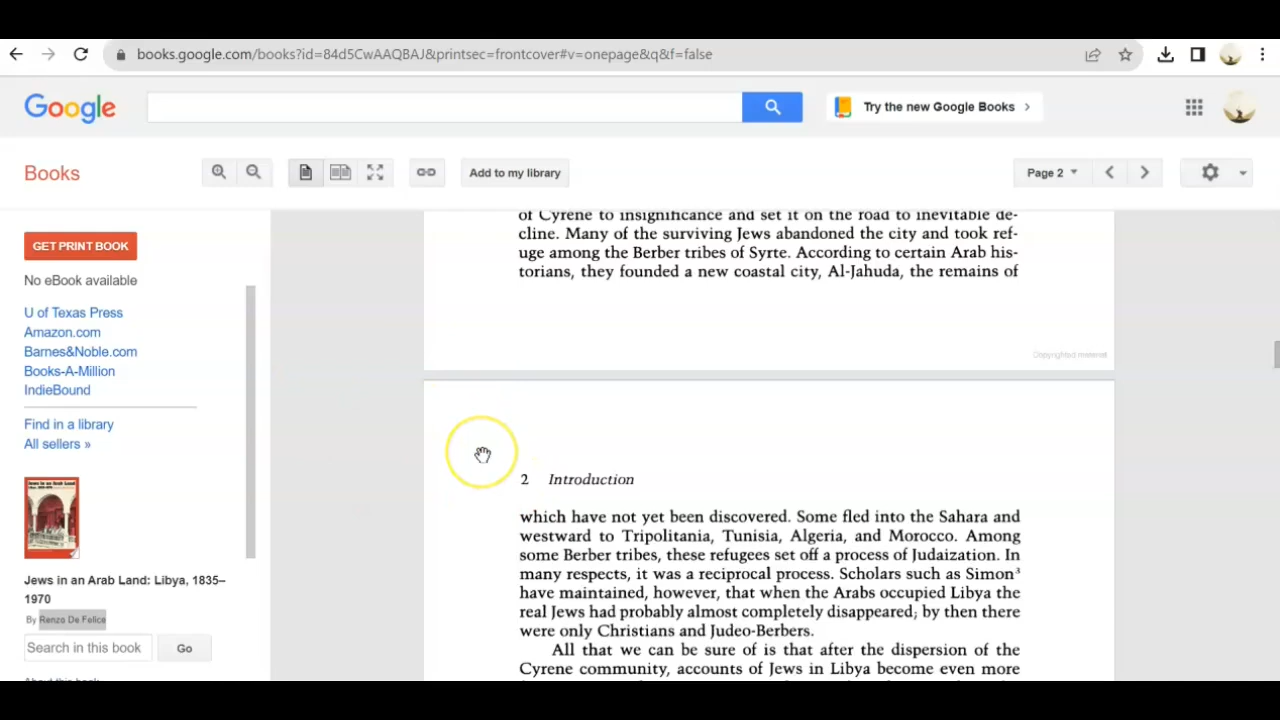 books.google.com/books?id=84d5CwAAQBAJ&printsec=frontcover#v=onepage&q&f=false
Google
Try the new Google Books
Books
Add to my library
Page 2
GET PRINT BOOK
No eBook available
U of Texas Press
Amazon.com
Barnes&Noble.com
Books-A-Million
IndieBound
Find in a library
All sellers »
Jews in an Arab Land
Jews in an Arab Land: Libya, 1835–
1970
By Renzo De Felice
Search in this book
Go
of Cyrene to insignificance and set it on the road to inevitable de-
cline. Many of the surviving Jews abandoned the city and took ref-
uge among the Berber tribes of Syrte. According to certain Arab his-
torians, they founded a new coastal city, Al-Jahuda, the remains of
Copyrighted material
2 Introduction
which have not yet been discovered. Some fled into the Sahara and
westward to Tripolitania, Tunisia, Algeria, and Morocco. Among
some Berber tribes, these refugees set off a process of Judaization. In
many respects, it was a reciprocal process. Scholars such as Simon³
have maintained, however, that when the Arabs occupied Libya the
real Jews had probably almost completely disappeared; by then there
were only Christians and Judeo-Berbers.
All that we can be sure of is that after the dispersion of the
Cyrene community, accounts of Jews in Libya become even more